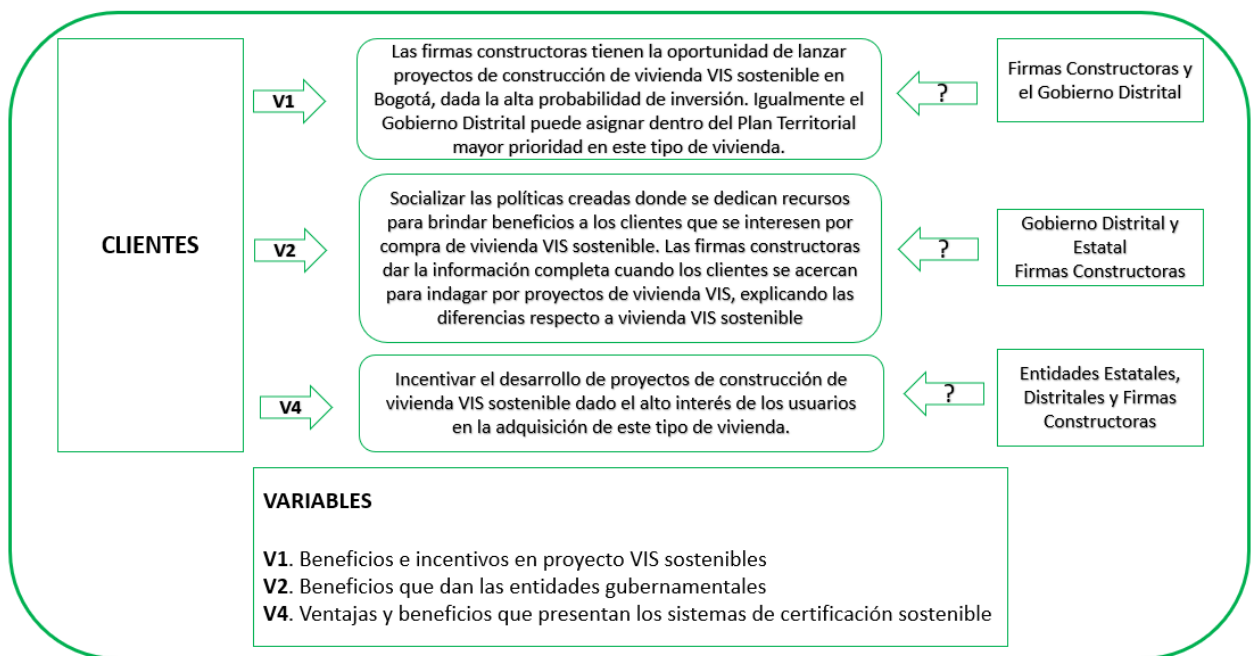 CLIENTES
V1
Las firmas constructoras tienen la oportunidad de lanzar
proyectos de construcción de vivienda VIS sostenible en
Bogotá, dada la alta probabilidad de inversión. Igualmente el
Gobierno Distrital puede asignar dentro del Plan Territorial
mayor prioridad en este tipo de vivienda.
?
Firmas Constructoras y
el Gobierno Distrital
V2
Socializar las políticas creadas donde se dedican recursos
para brindar beneficios a los clientes que se interesen por
compra de vivienda VIS sostenible. Las firmas constructoras
dar la información completa cuando los clientes se acercan
para indagar por proyectos de vivienda VIS, explicando las
diferencias respecto a vivienda VIS sostenible
?
Gobierno Distrital y
Estatal
Firmas Constructoras
V4
Incentivar el desarrollo de proyectos de construcción de
vivienda VIS sostenible dado el alto interés de los usuarios
en la adquisición de este tipo de vivienda.
?
Entidades Estatales,
Distritales y Firmas
Constructoras
VARIABLES
V1. Beneficios e incentivos en proyecto VIS sostenibles
V2. Beneficios que dan las entidades gubernamentales
V4. Ventajas y beneficios que presentan los sistemas de certificación sostenible